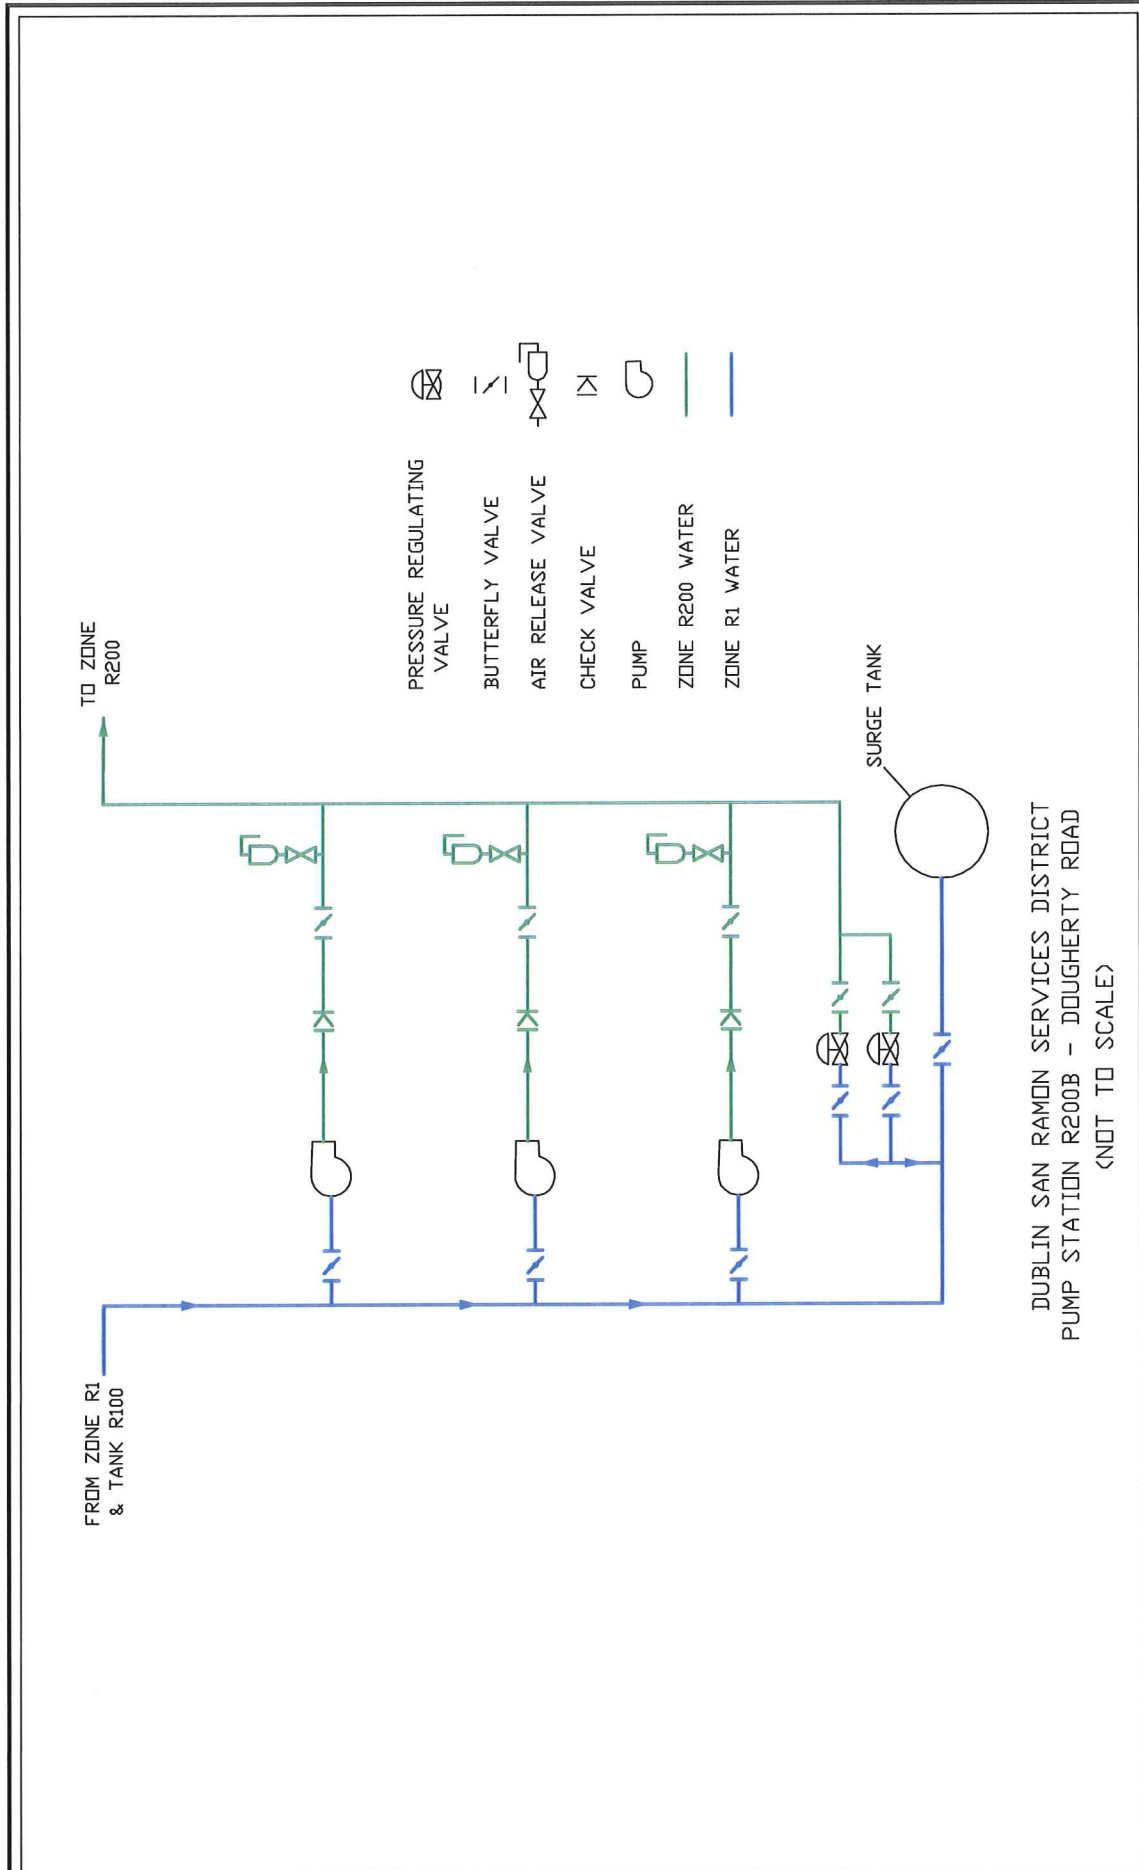 FROM ZONE R1
& TANK R100
TO ZONE
R200
PRESSURE REGULATING
VALVE
BUTTERFLY VALVE
AIR RELEASE VALVE
CHECK VALVE
PUMP
ZONE R200 WATER
ZONE R1 WATER
SURGE TANK
DUBLIN SAN RAMON SERVICES DISTRICT
PUMP STATION R200B - DOUGHERTY ROAD
(NOT TO SCALE)